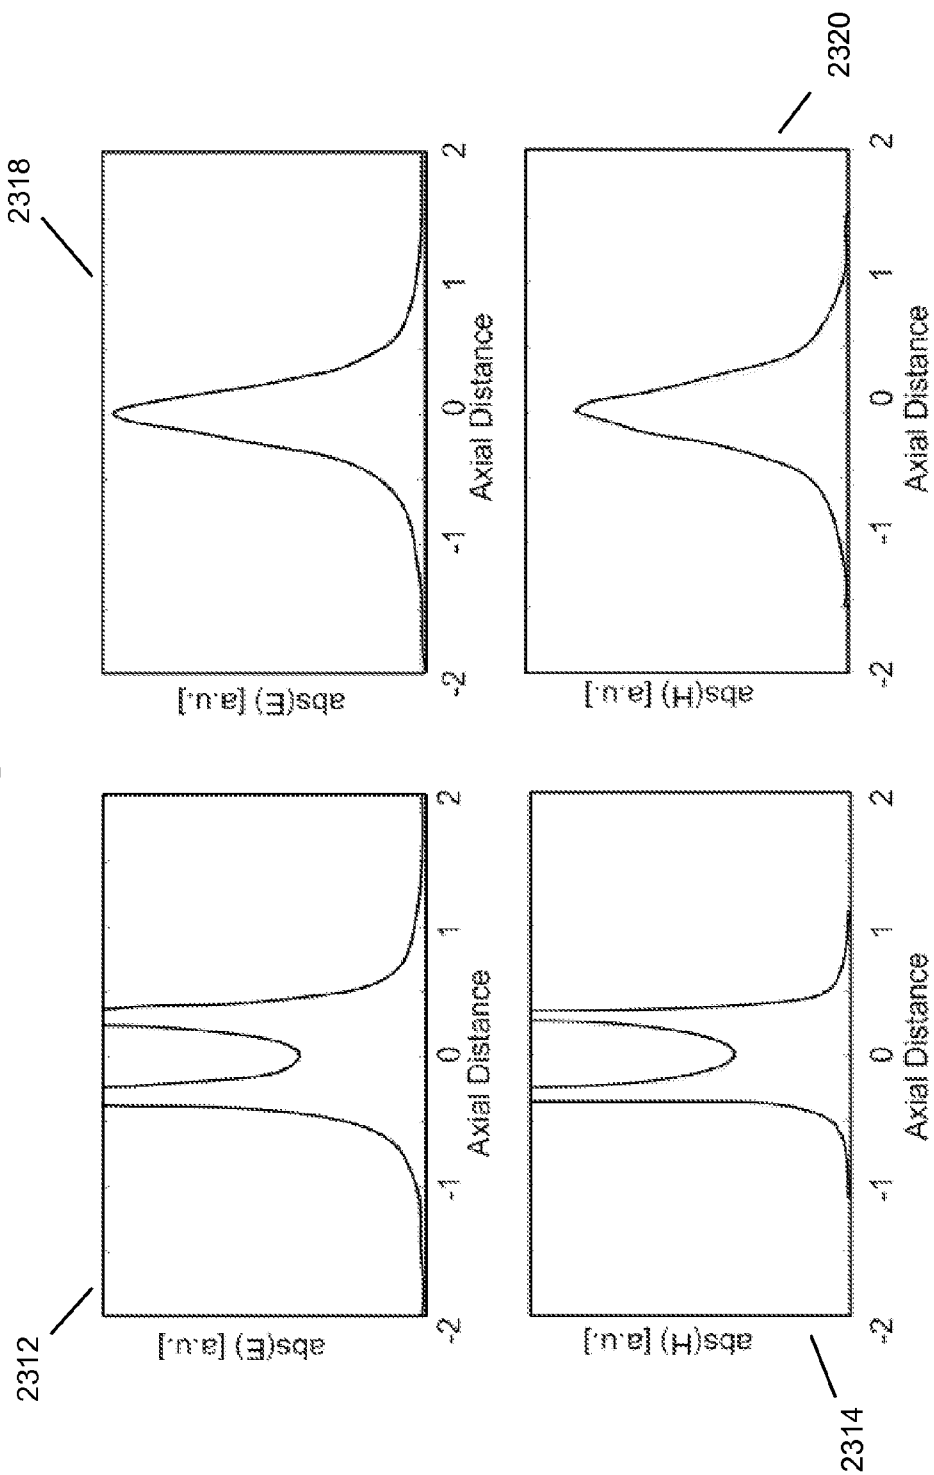 2312
2318
abs(E) [a.u.]
-2 -1 0 1 2
Axial Distance
abs(E) [a.u.]
-2 -1 0 1 2
Axial Distance
abs(H) [a.u.]
-2 -1 0 1 2
Axial Distance
abs(H) [a.u.]
-2 -1 0 1 2
Axial Distance
2314
2320